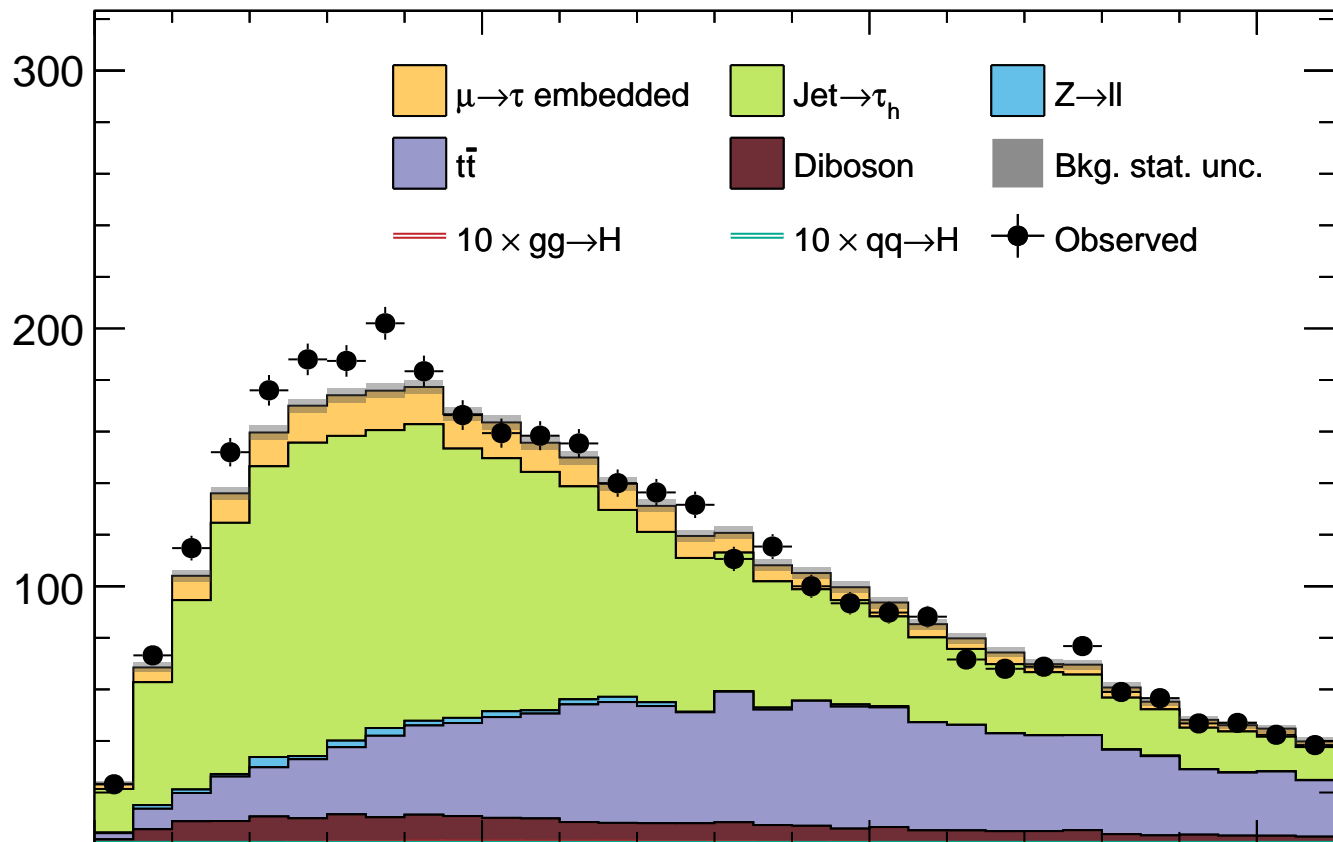 300
μ→τ embedded Jet→τh Z→ll
tt̄ Diboson Bkg. stat. unc.
10 × gg→H 10 × qq→H Observed
200
100